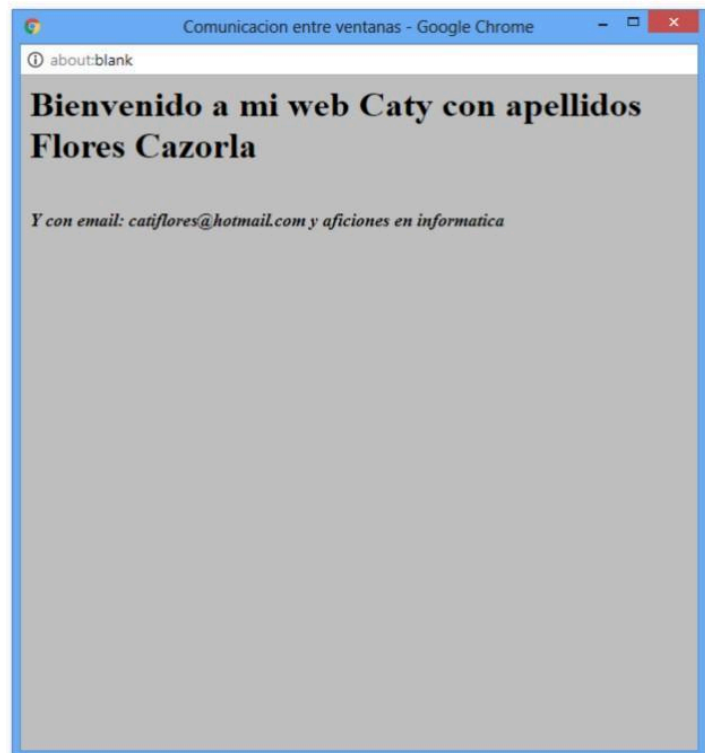 Comunicacion entre ventanas - Google Chrome
about:blank
Bienvenido a mi web Caty con apellidos
Flores Cazorla
Y con email: catiflores@hotmail.com y aficiones en informatica